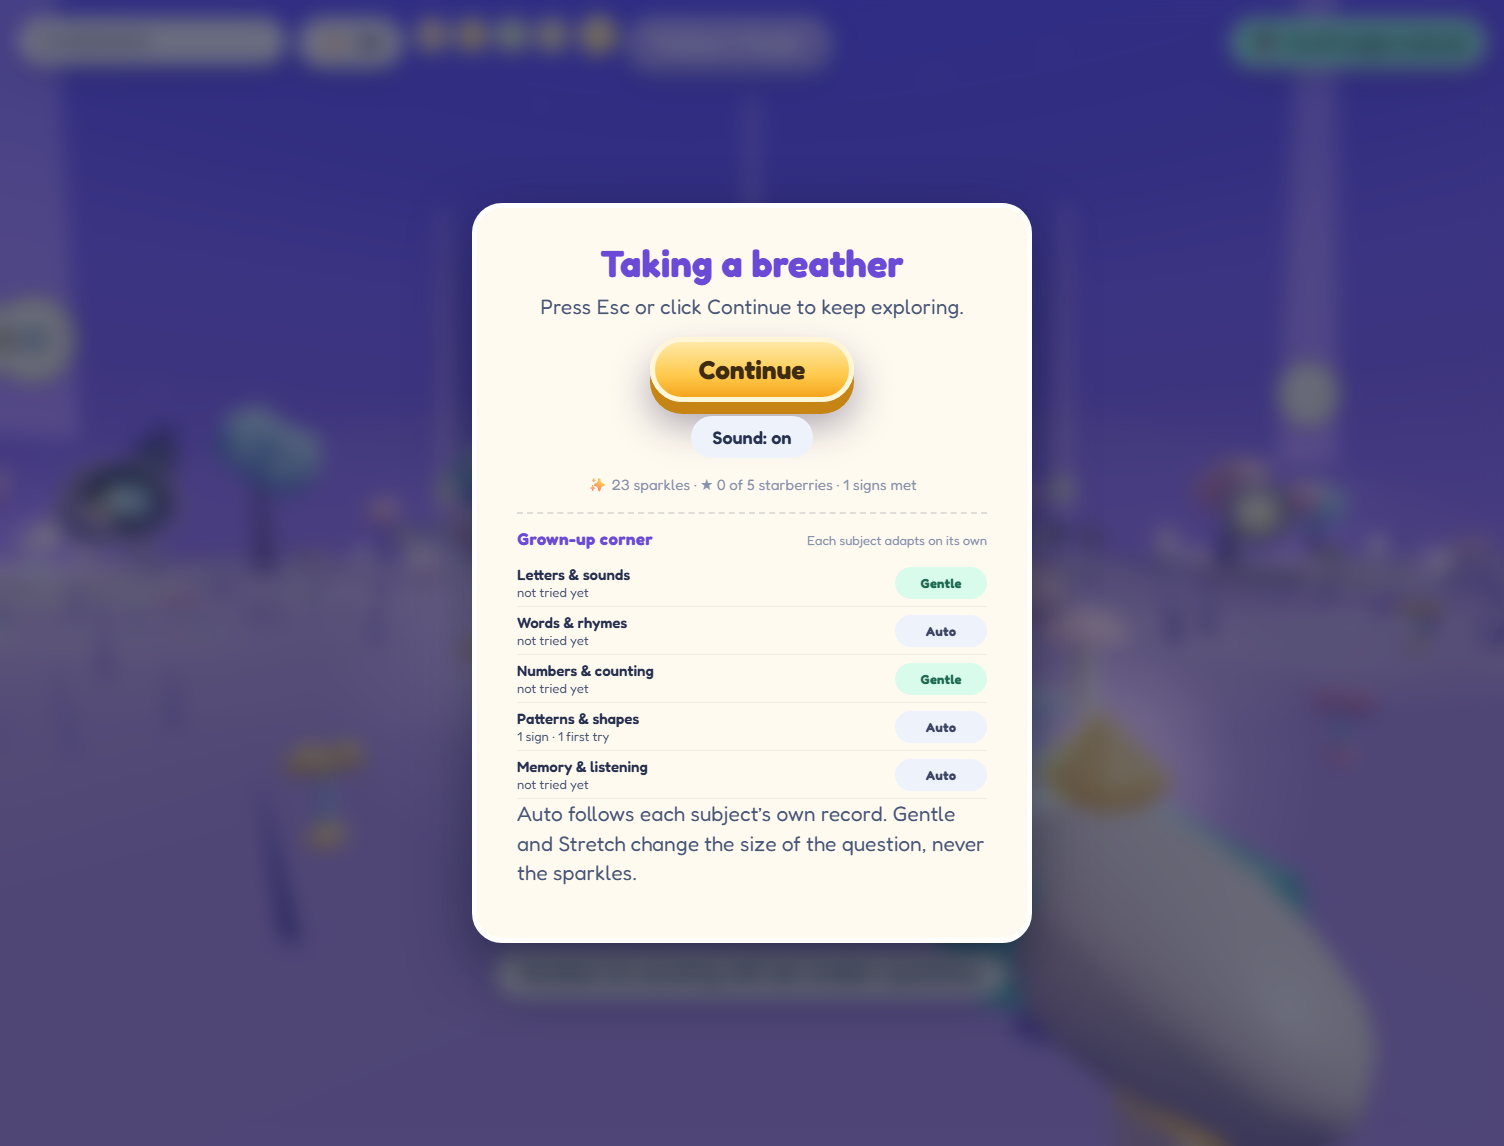 Taking a breather
Press Esc or click Continue to keep exploring.
Continue
Sound: on
✨ 23 sparkles · ★ 0 of 5 starberries · 1 signs met
Grown-up corner
Each subject adapts on its own
Letters & sounds
not tried yet
Gentle
Words & rhymes
not tried yet
Auto
Numbers & counting
not tried yet
Gentle
Patterns & shapes
1 sign · 1 first try
Auto
Memory & listening
not tried yet
Auto
Auto follows each subject's own record. Gentle
and Stretch change the size of the question, never
the sparkles.